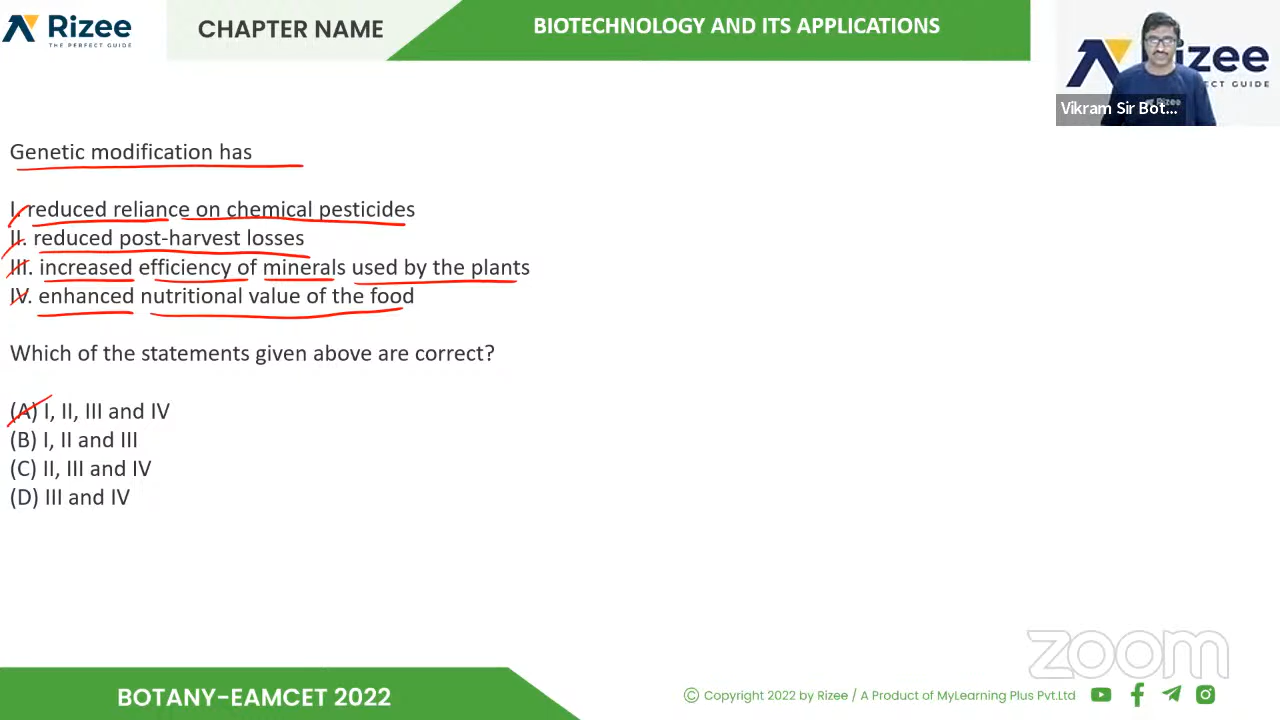 Rizee
THE PERFECT GUIDE
CHAPTER NAME
BIOTECHNOLOGY AND ITS APPLICATIONS
izee
CT GUIDE
Rizee
Vikram Sir Bot...
Genetic modification has
I. reduced reliance on chemical pesticides
II. reduced post-harvest losses
III. increased efficiency of minerals used by the plants
IV. enhanced nutritional value of the food
Which of the statements given above are correct?
(A) I, II, III and IV
(B) I, II and III
(C) II, III and IV
(D) III and IV
zoom
BOTANY-EAMCET 2022
© Copyright 2022 by Rizee / A Product of MyLearning Plus Pvt.Ltd